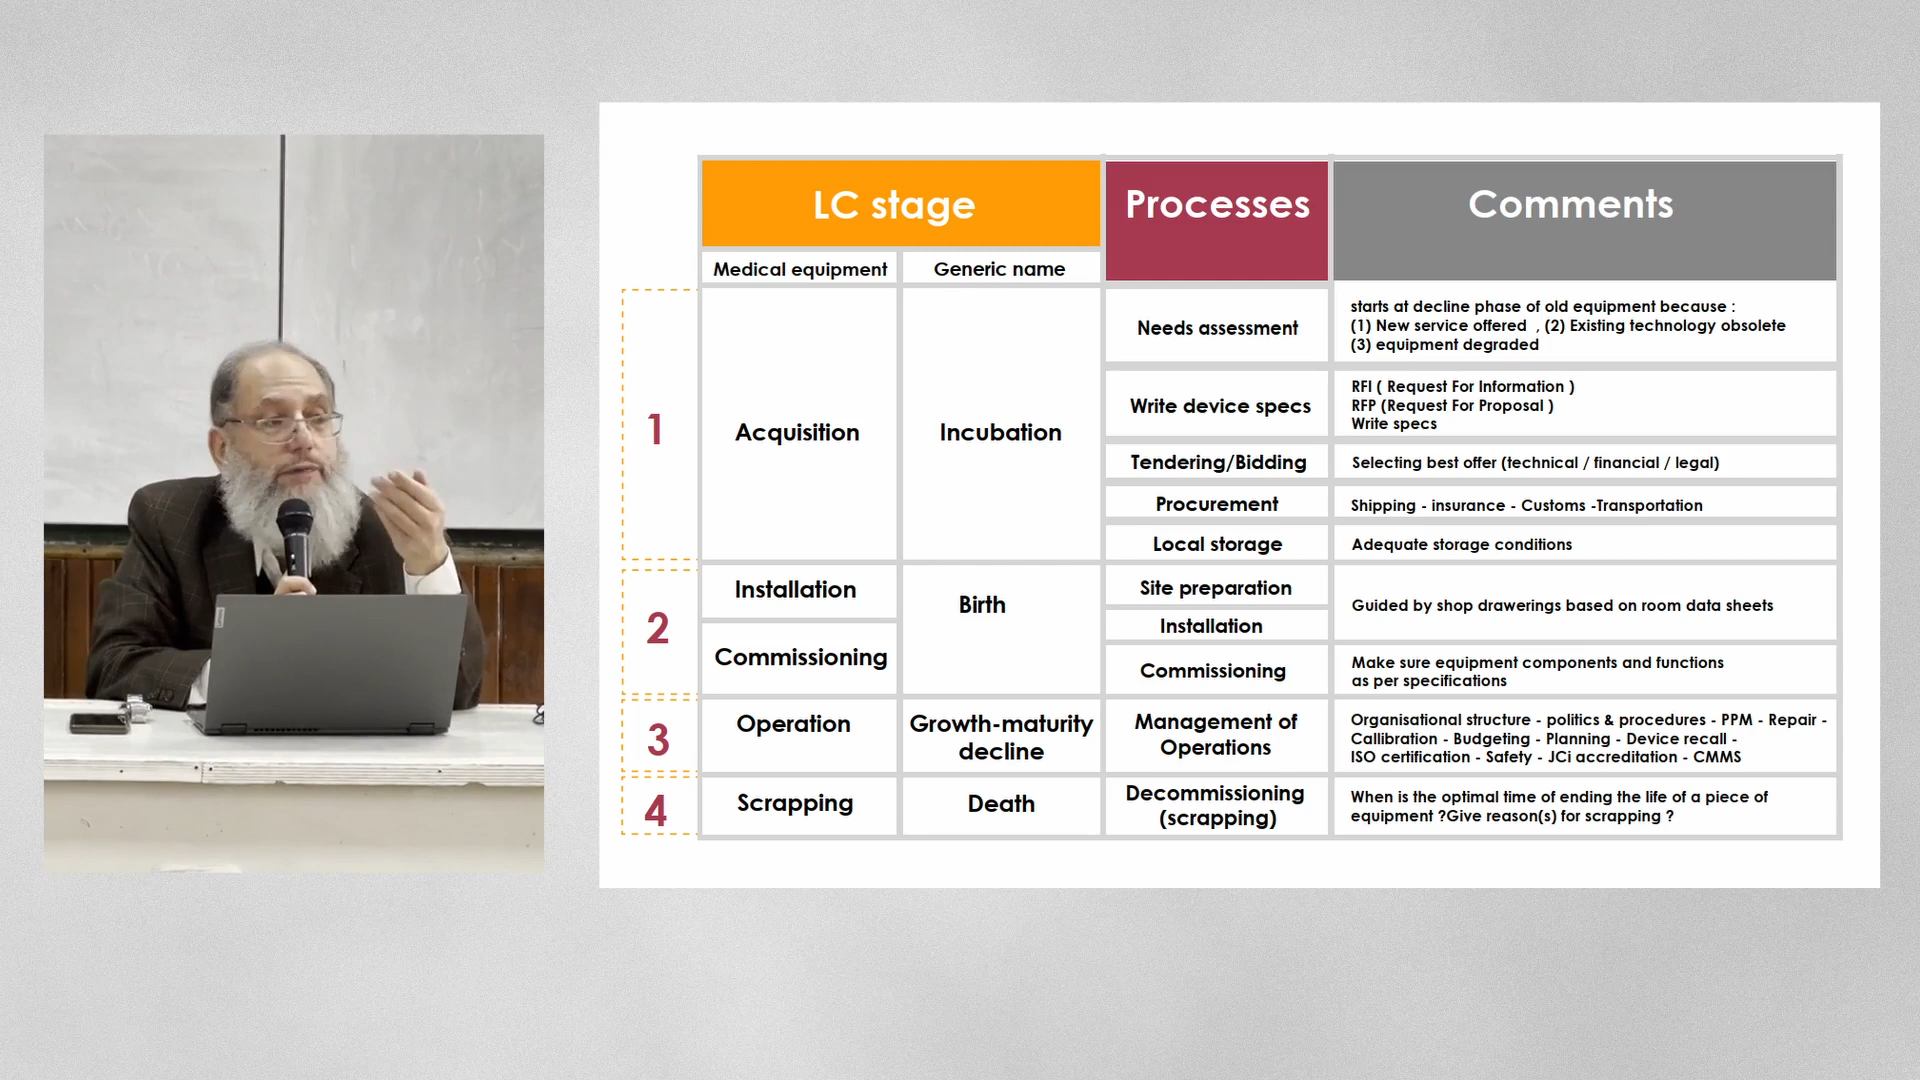 LC stage
Processes
Comments
Medical equipment
Generic name
1
Acquisition
Incubation
Needs assessment
starts at decline phase of old equipment because :
(1) New service offered , (2) Existing technology obsolete
(3) equipment degraded
Write device specs
RFI ( Request For Information )
RFP (Request For Proposal )
Write specs
Tendering/Bidding
Selecting best offer (technical / financial / legal)
Procurement
Shipping - insurance - Customs -Transportation
Local storage
Adequate storage conditions
2
Installation
Commissioning
Birth
Site preparation
Installation
Guided by shop drawerings based on room data sheets
Commissioning
Make sure equipment components and functions
as per specifications
3
Operation
Growth-maturity
decline
Management of
Operations
Organisational structure - politics & procedures - PPM - Repair -
Callibration - Budgeting - Planning - Device recall -
ISO certification - Safety - JCi accreditation - CMMS
4
Scrapping
Death
Decommissioning
(scrapping)
When is the optimal time of ending the life of a piece of
equipment ?Give reason(s) for scrapping ?
Lenovo